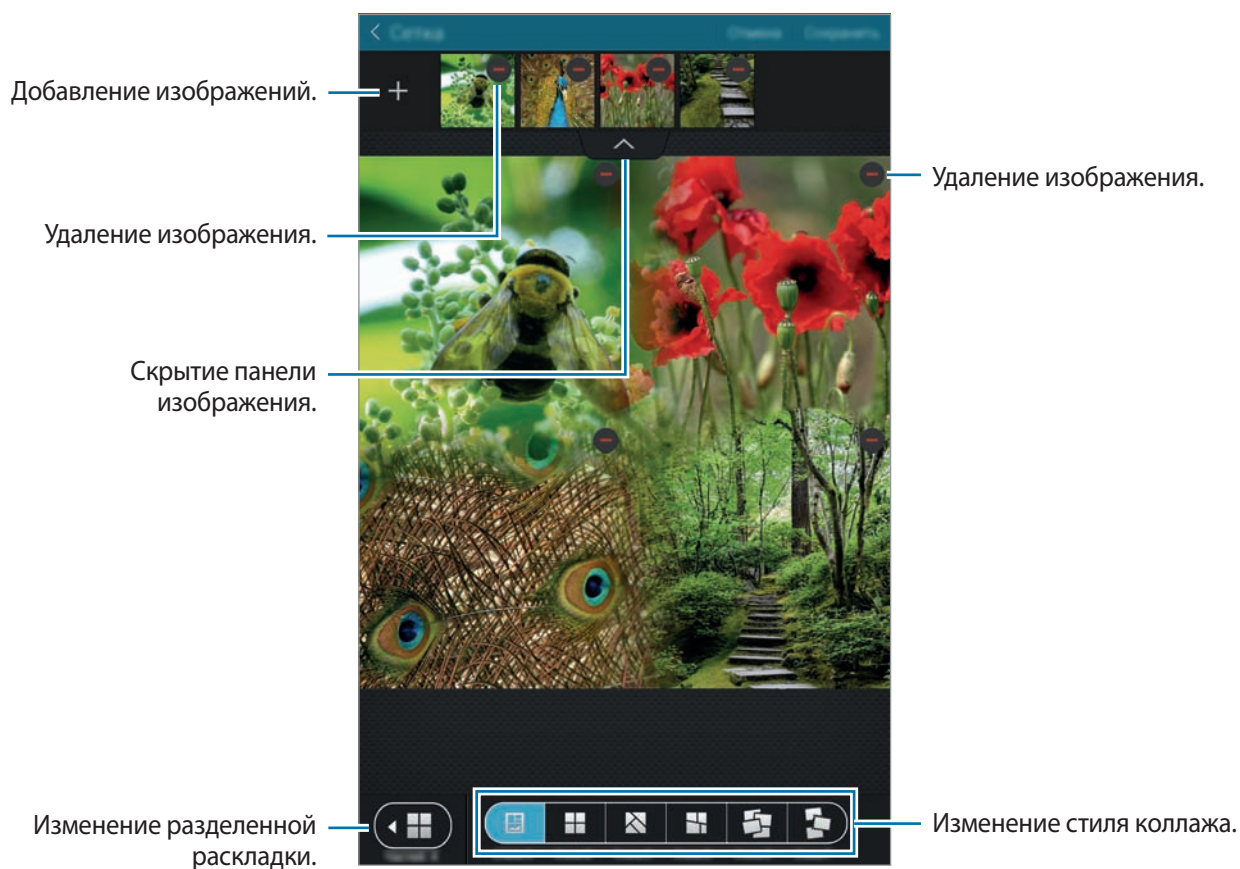 Сетка
Отмена Сохранить
Добавление изображений.
Удаление изображения.
Удаление изображения.
Скрытие панели
изображения.
Изменение разделенной
раскладки.
Изменение стиля коллажа.